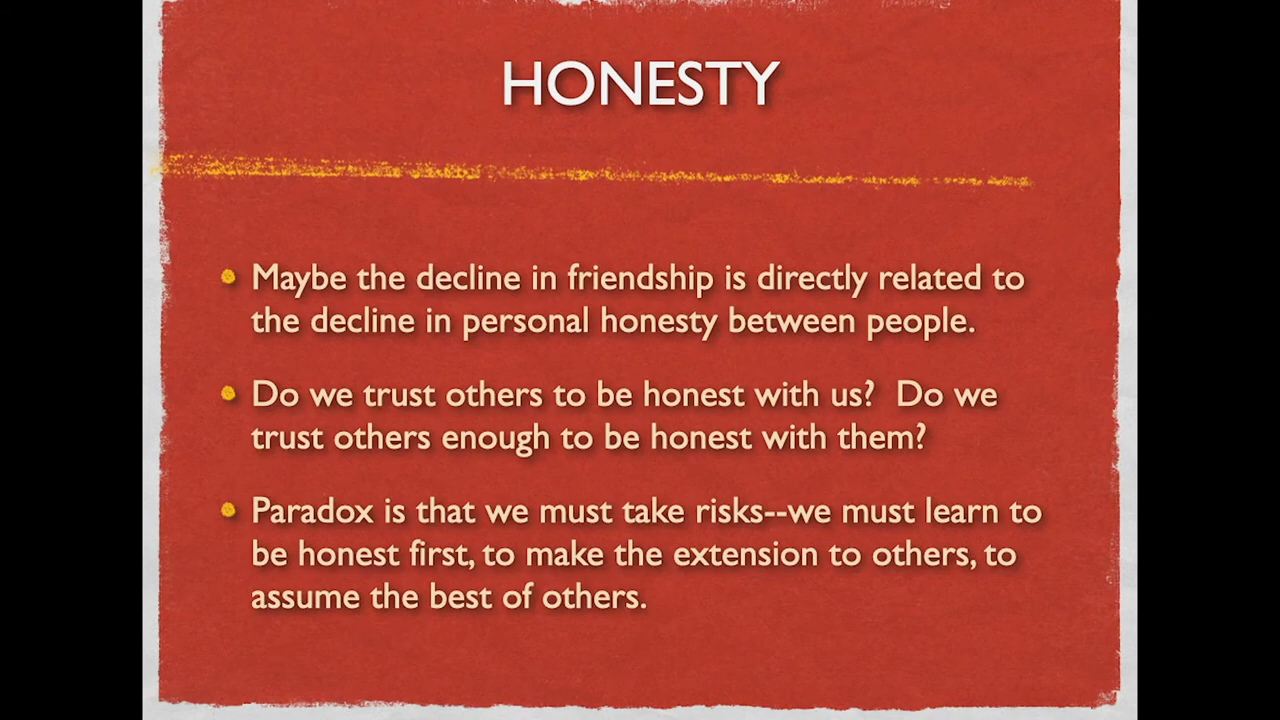 HONESTY
Maybe the decline in friendship is directly related to
the decline in personal honesty between people.
Do we trust others to be honest with us?  Do we
trust others enough to be honest with them?
Paradox is that we must take risks--we must learn to
be honest first, to make the extension to others, to
assume the best of others.